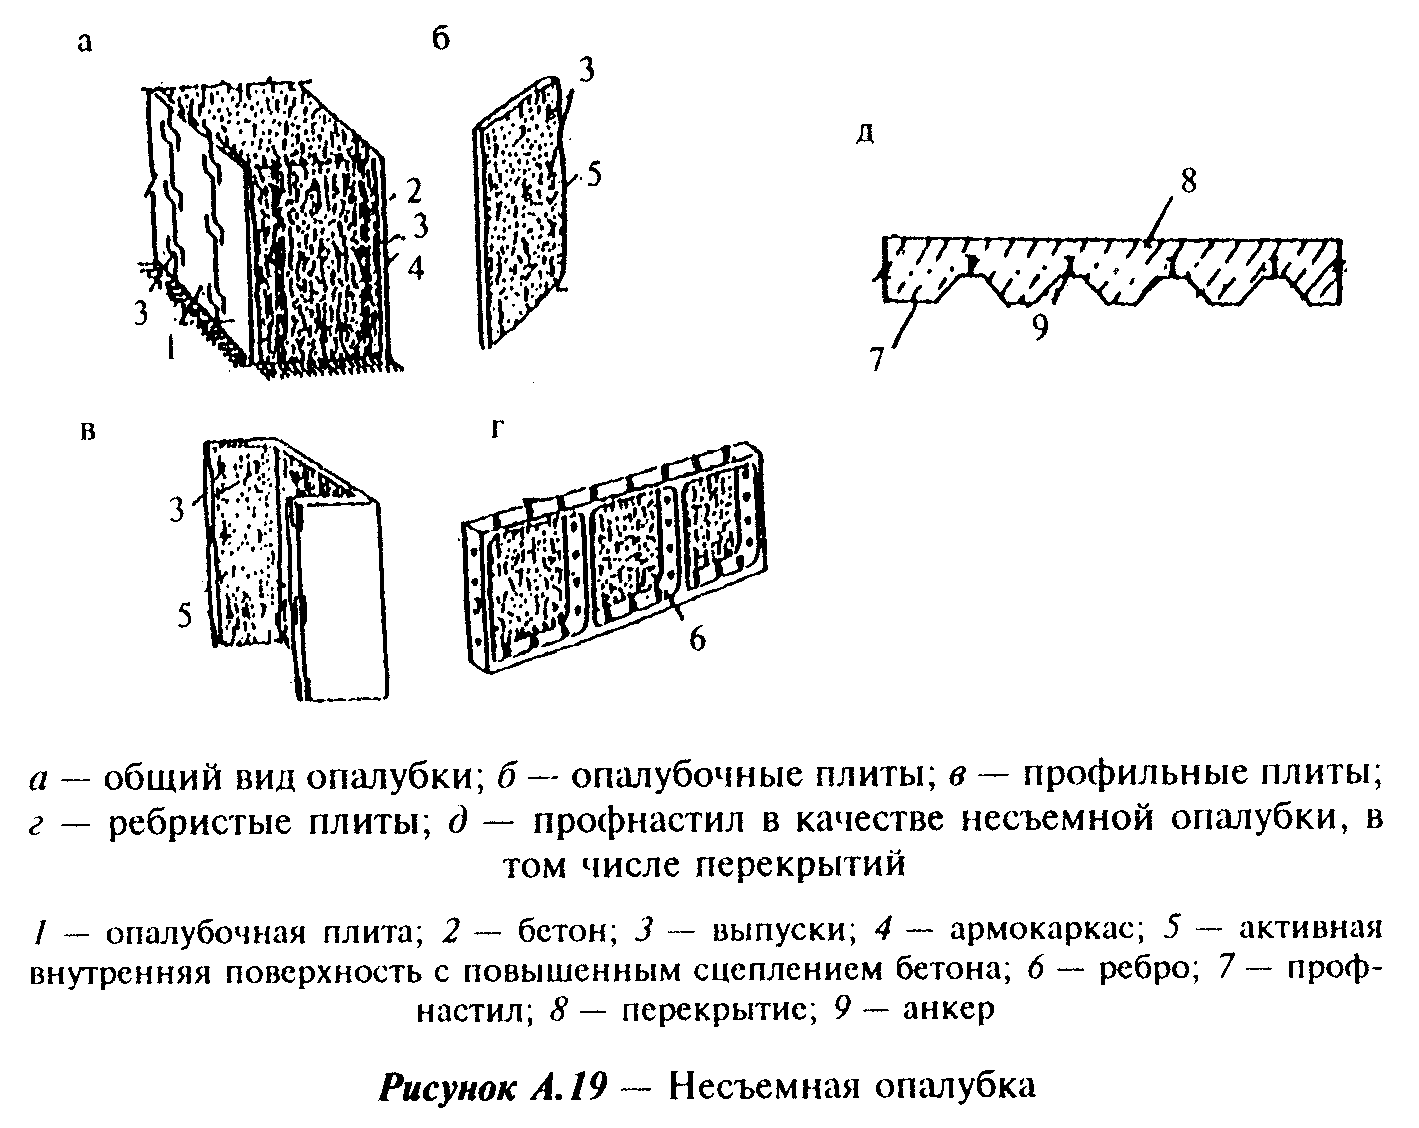 а
б
3
д
8
2
5
3
4
3
1
9
7
в
г
3
5
6
а — общий вид опалубки; б — опалубочные плиты; в — профильные плиты;
г — ребристые плиты; д — профнастил в качестве несъемной опалубки, в
том числе перекрытий
1 — опалубочная плита; 2 — бетон; 3 — выпуски; 4 — армокаркас; 5 — активная
внутренняя поверхность с повышенным сцеплением бетона; 6 — ребро; 7 — проф-
настил; 8 — перекрытие; 9 — анкер
Рисунок А.19 — Несъемная опалубка